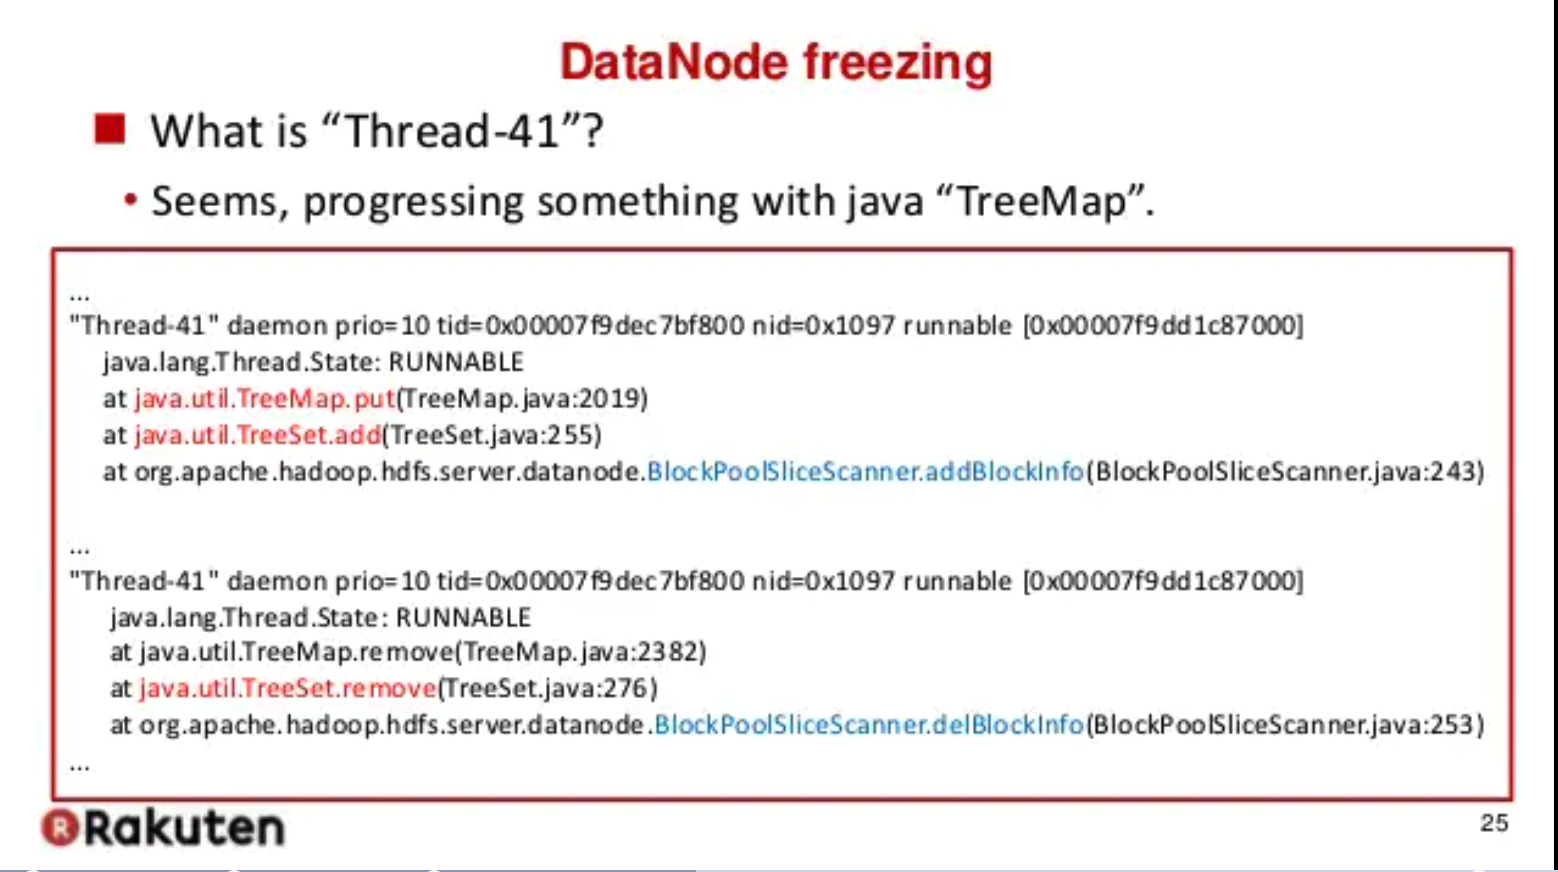 DataNode freezing
What is “Thread-41”?
• Seems, progressing something with java “TreeMap”.
...
"Thread-41" daemon prio=10 tid=0x00007f9dec7bf800 nid=0x1097 runnable [0x00007f9dd1c87000]
java.lang.Thread.State: RUNNABLE
at java.util.TreeMap.put(TreeMap.java:2019)
at java.util.TreeSet.add(TreeSet.java:255)
at org.apache.hadoop.hdfs.server.datanode.BlockPoolSliceScanner.addBlockInfo(BlockPoolSliceScanner.java:243)
...
"Thread-41" daemon prio=10 tid=0x00007f9dec7bf800 nid=0x1097 runnable [0x00007f9dd1c87000]
java.lang.Thread.State: RUNNABLE
at java.util.TreeMap.remove(TreeMap.java:2382)
at java.util.TreeSet.remove(TreeSet.java:276)
at org.apache.hadoop.hdfs.server.datanode.BlockPoolSliceScanner.delBlockInfo(BlockPoolSliceScanner.java:253)
...
R Rakuten
25